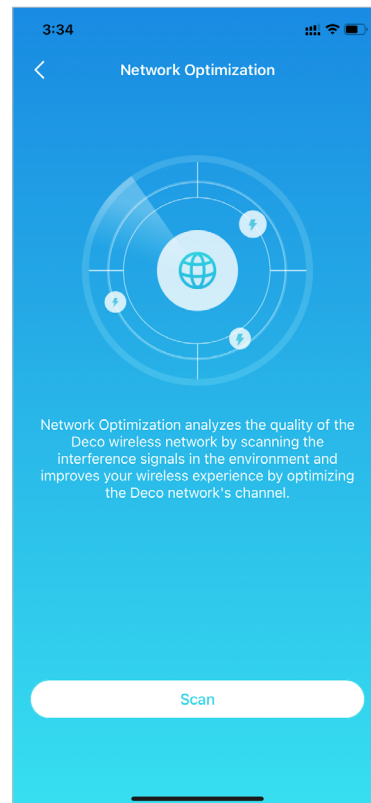 3:34
Network Optimization
Network Optimization analyzes the quality of the
Deco wireless network by scanning the
interference signals in the environment and
improves your wireless experience by optimizing
the Deco network's channel.
Scan